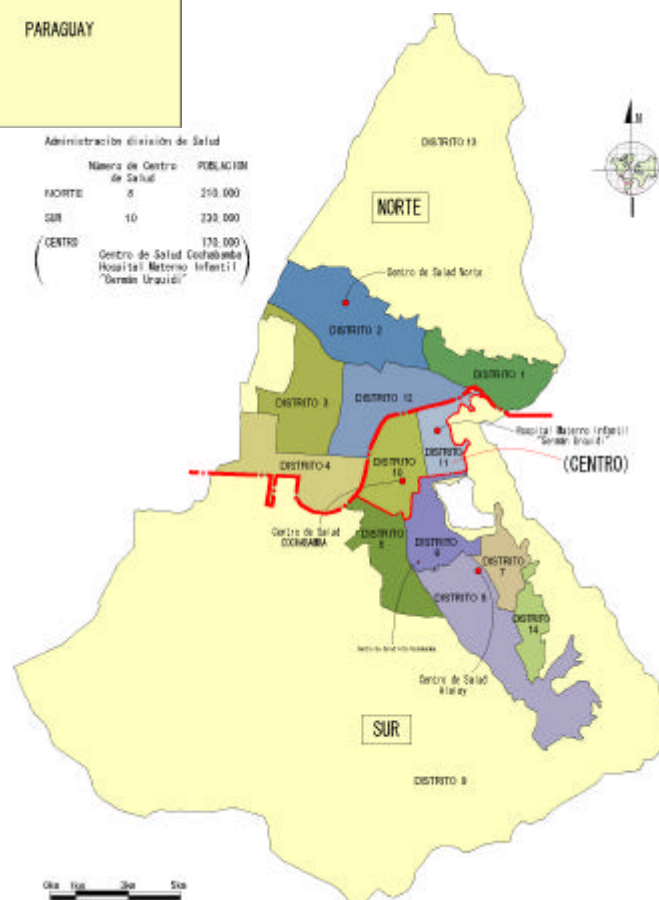 PARAGUAY
Administración división de Salud
Número de Centro de Salud
POBLACION
NORTE 8 210.000
SUR 10 230.000
(CENTRO 170.000
Centro de Salud Cochabamba
Hospital Materno Infantil
"Germán Urquidi")
N
DISTRITO 13
NORTE
Centro de Salud Norte
DISTRITO 2
DISTRITO 1
DISTRITO 12
DISTRITO 3
Hospital Materno Infantil
"Germán Urquidi"
DISTRITO
11
(CENTRO)
DISTRITO 4
DISTRITO
10
Centro de Salud
COCHABAMBA
DISTRITO
DISTRITO
DISTRITO
7
DISTRITO
DISTRITO
14
Centro de Salud
Alalay
SUR
DISTRITO 9
0km 1km 3km 5km